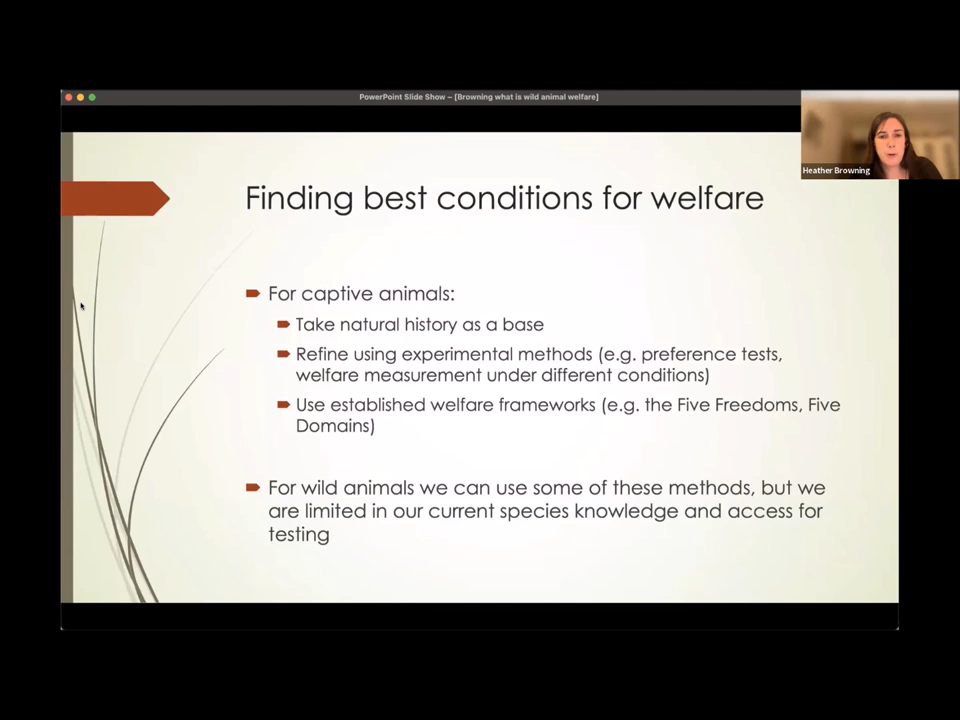 PowerPoint Slide Show – [Browning what is wild animal welfare]
Heather Browning
Finding best conditions for welfare
For captive animals:
Take natural history as a base
Refine using experimental methods (e.g. preference tests,
welfare measurement under different conditions)
Use established welfare frameworks (e.g. the Five Freedoms, Five
Domains)
For wild animals we can use some of these methods, but we
are limited in our current species knowledge and access for
testing